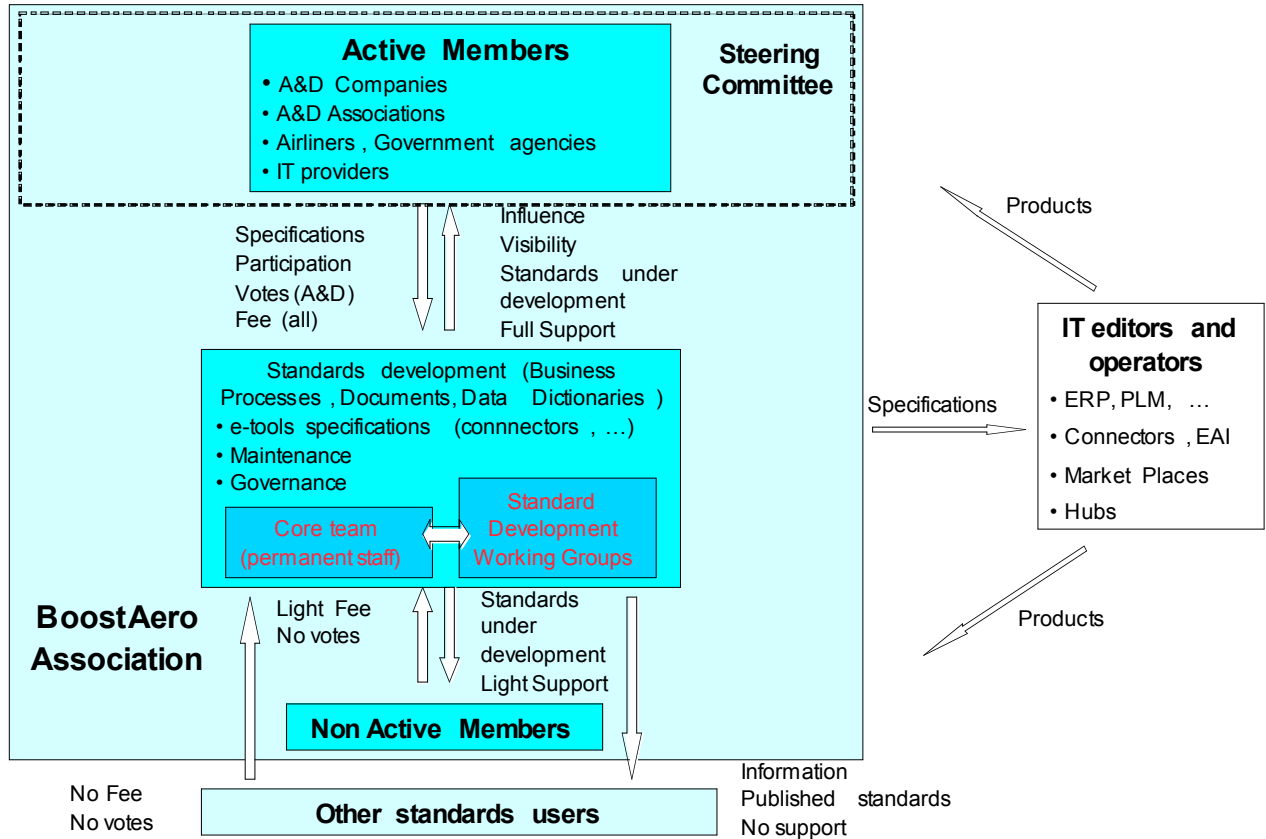 Active Members
• A&D Companies
• A&D Associations
• Airliners , Government agencies
• IT providers
Steering
Committee
Specifications
Participation
Votes (A&D)
Fee (all)
Influence
Visibility
Standards under
development
Full Support
Products
Standards development (Business
Processes , Documents, Data Dictionaries )
• e-tools specifications (connnectors , …)
• Maintenance
• Governance
Core team
(permanent staff)
Standard
Development
Working Groups
Specifications
IT editors and
operators
• ERP, PLM, …
• Connectors , EAI
• Market Places
• Hubs
Products
BoostAero
Association
Light Fee
No votes
Standards
under
development
Light Support
Non Active Members
No Fee
No votes
Other standards users
Information
Published standards
No support